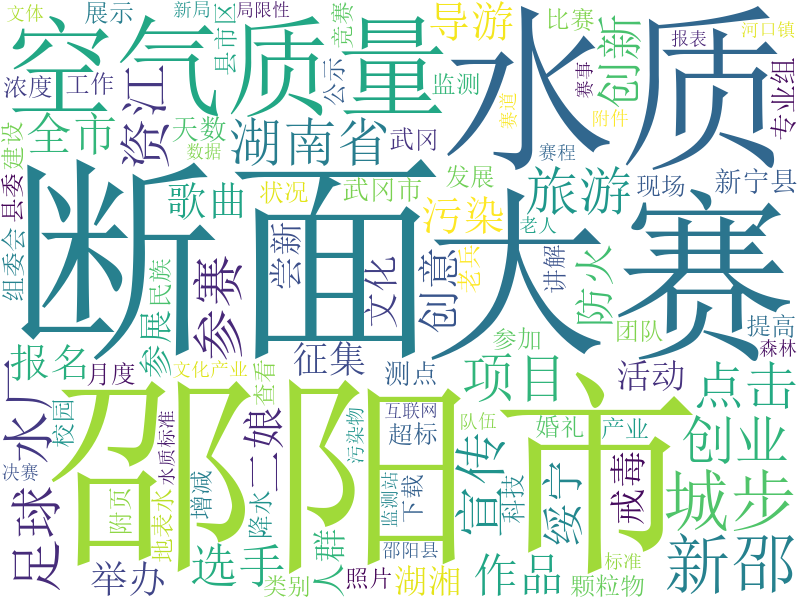 文体
展示
新局
局限性
县市区
竞赛
导游
比赛
创新
报表
河口镇
空气质量
水质
浓度
工作
公示
监测
赛事
专业组
资江
全市
天数
湖南省
武冈
赛道
附件
建设
数据
赛程
县委
歌曲
状况
武冈市
发展
旅游
现场
新宁县
断面
大赛
组委会
民族
参赛
尝新
文化
污染
创意
老兵
老人
讲解
防火
参展
参加
团队
提高
森林
报名
月度
文化产业
查看
征集
测点
项目
活动
点击
水厂
校园
水质标准
二娘
互联网
超标
队伍
婚礼
产业
创业
邵阳市
决赛
足球
附页
地表水
增减
降水
污染物
监测站
下载
宣传
科技
绥宁
戒毒
城步
举办
选手
类别
人群
照片
邵阳县
湖湘
作品
标准
颗粒物
新邵